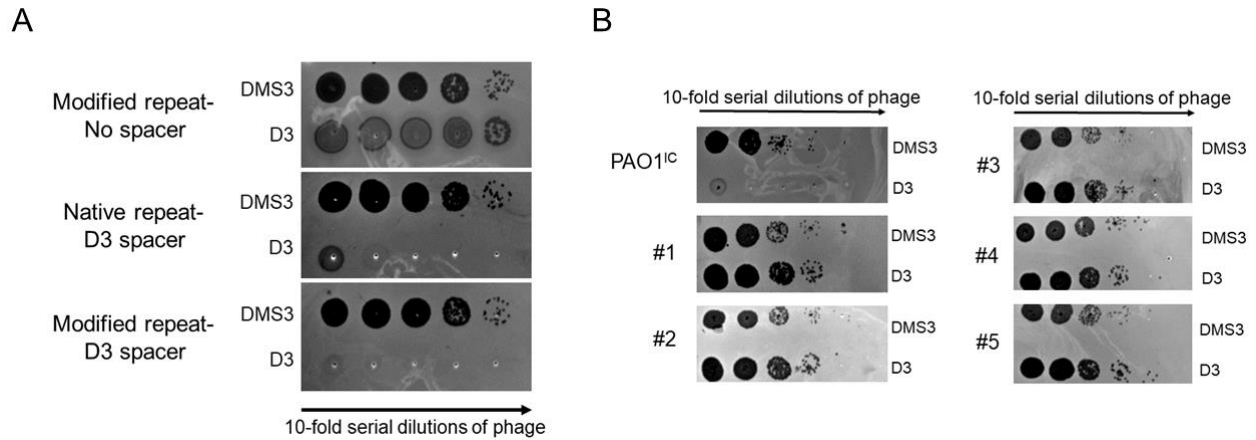 A
Modified repeat-
No spacer
DMS3
D3
Native repeat-
D3 spacer
DMS3
D3
Modified repeat-
D3 spacer
DMS3
D3
10-fold serial dilutions of phage
B
10-fold serial dilutions of phage
PAO1IC
DMS3
D3
#1
DMS3
D3
#2
DMS3
D3
10-fold serial dilutions of phage
#3
DMS3
D3
#4
DMS3
D3
#5
DMS3
D3